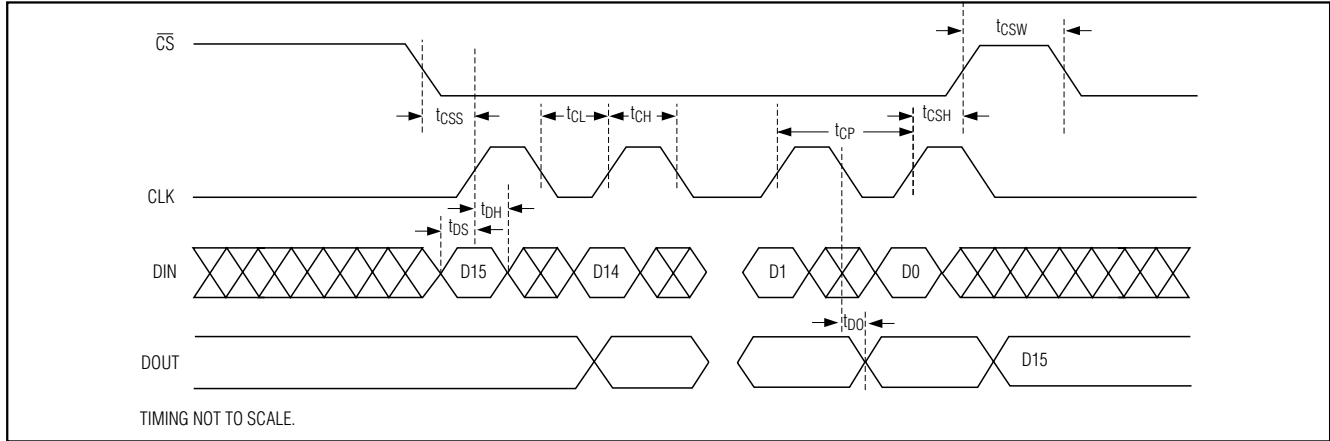 CS
tCSW
tCSS
tCL
tCH
tCP
tCSH
CLK
tDS
tDH
DIN
D15
D14
D1
D0
tDO
DOUT
D15
TIMING NOT TO SCALE.